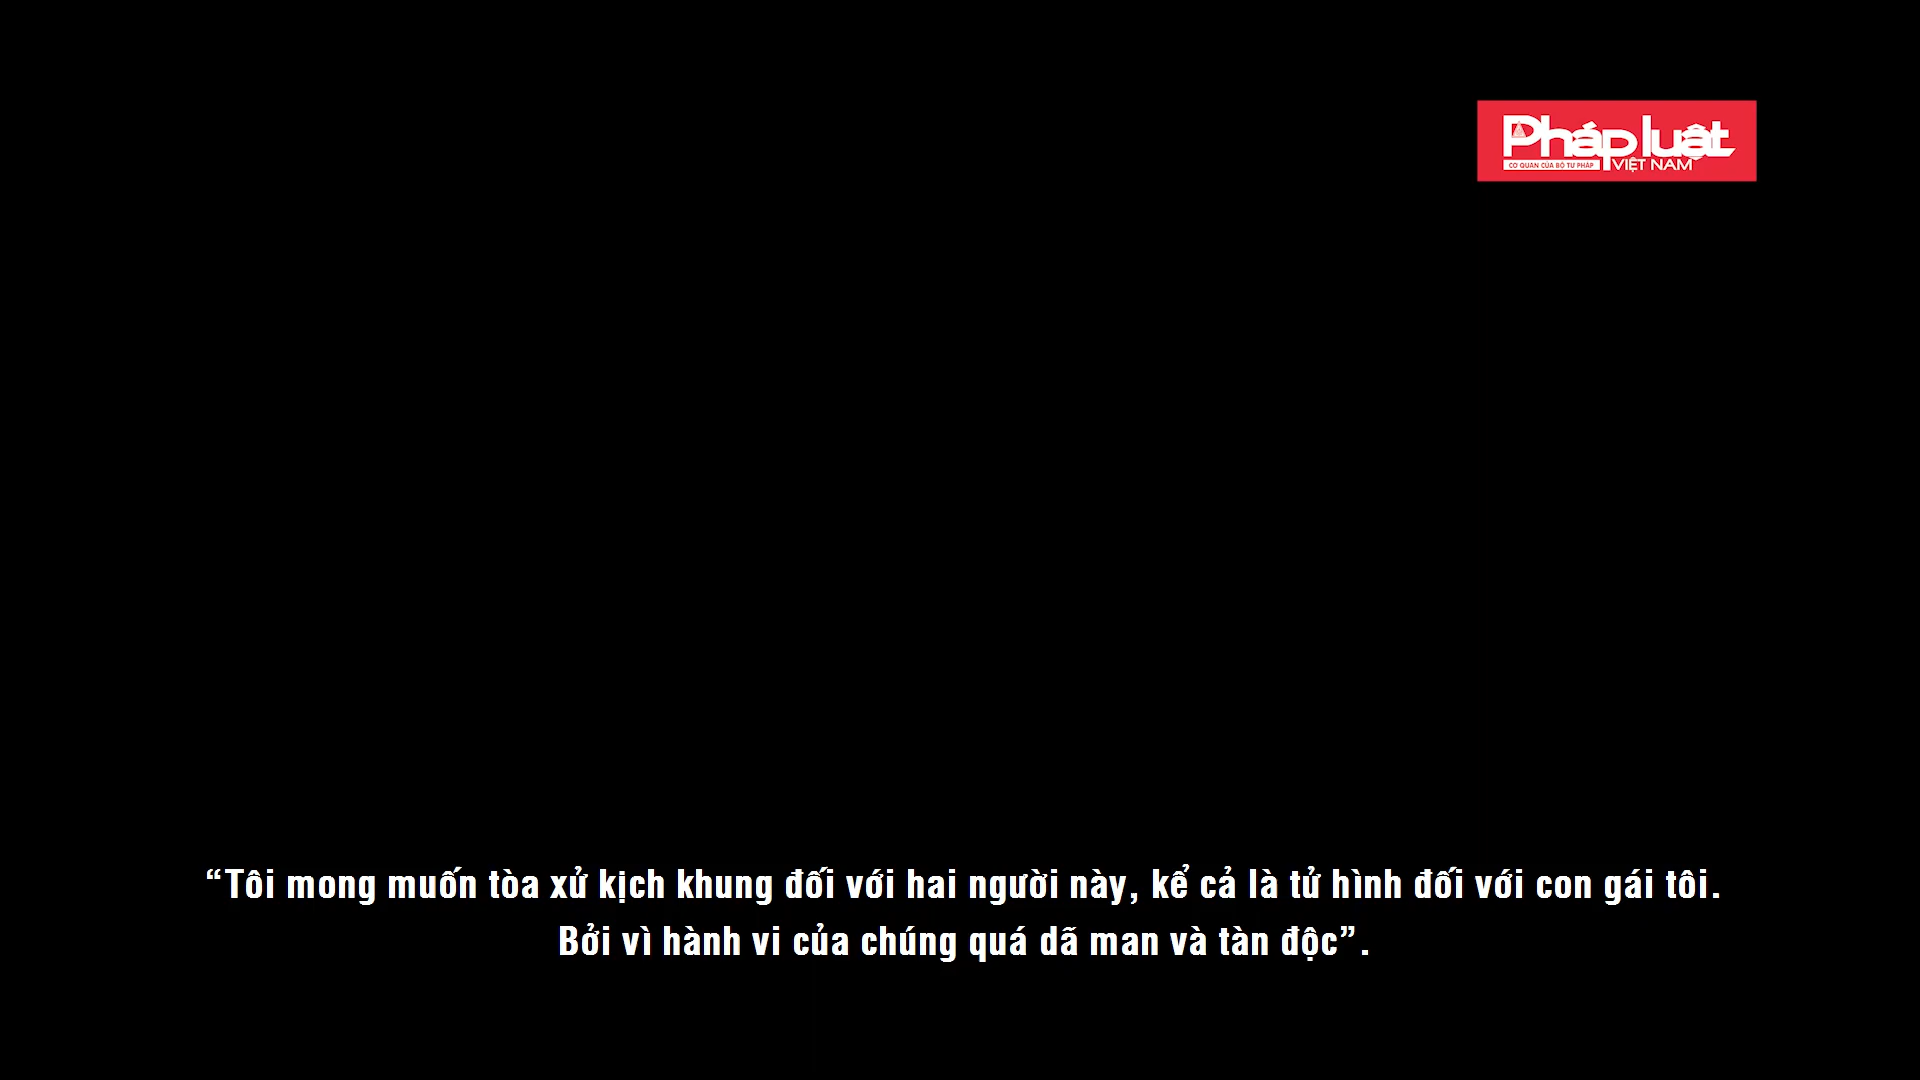 Pháp luật
CƠ QUAN CỦA BỘ TƯ PHÁP
VIỆT NAM
“Tôi mong muốn tòa xử kịch khung đối với hai người này, kể cả là tử hình đối với con gái tôi.
Bởi vì hành vi của chúng quá dã man và tàn độc”.